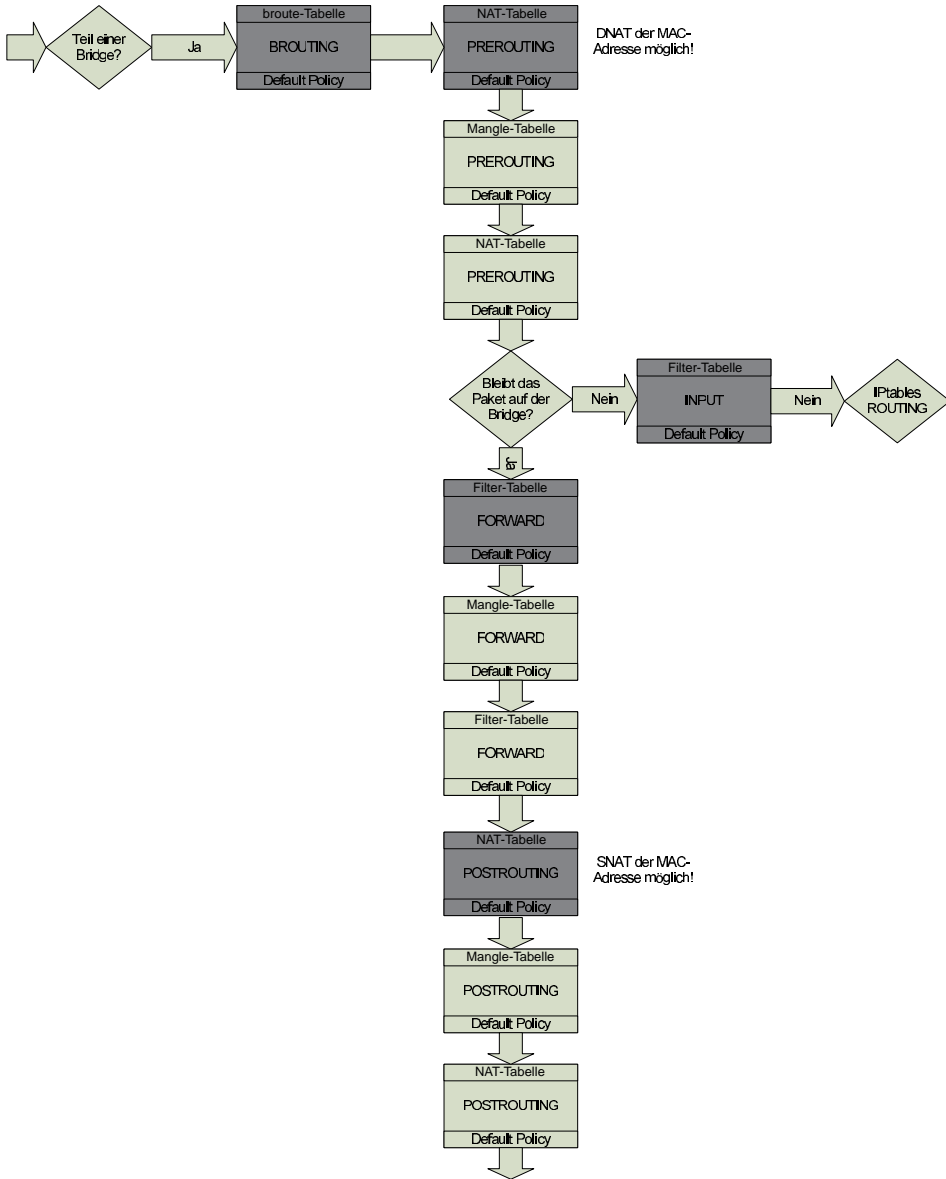 Teil einer
Bridge?
Ja
broute-Tabelle
BROUTING
Default Policy
NAT-Tabelle
PREROUTING
Default Policy
DNAT der MAC-
Adresse möglich!
Mangle-Tabelle
PREROUTING
Default Policy
NAT-Tabelle
PREROUTING
Default Policy
Bleibt das
Paket auf der
Bridge?
Nein
Filter-Tabelle
INPUT
Default Policy
Nein
IPtables
ROUTING
Ja
Filter-Tabelle
FORWARD
Default Policy
Mangle-Tabelle
FORWARD
Default Policy
Filter-Tabelle
FORWARD
Default Policy
NAT-Tabelle
POSTROUTING
Default Policy
SNAT der MAC-
Adresse möglich!
Mangle-Tabelle
POSTROUTING
Default Policy
NAT-Tabelle
POSTROUTING
Default Policy